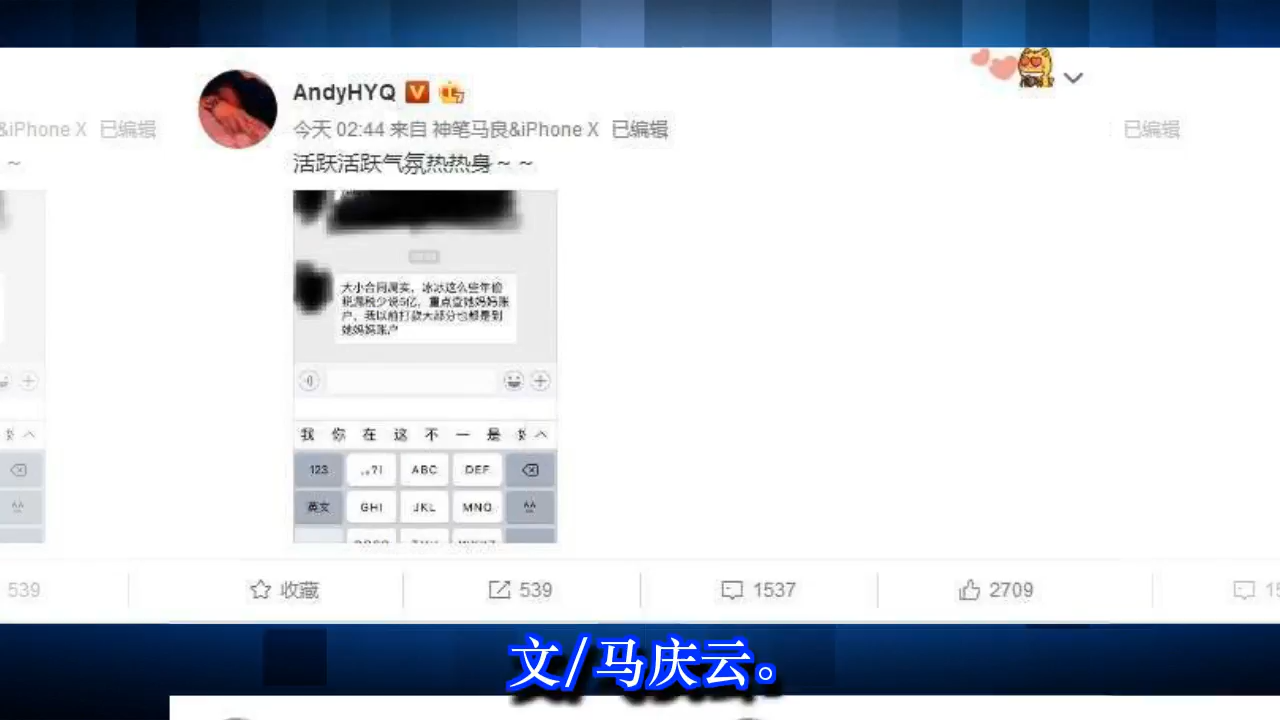 AndyHYQ
&iPhone X 已编辑
今天 02:44 来自 神笔马良&iPhone X 已编辑
已编辑
~
活跃活跃气氛热热身~~
大小合同属实，冰冰这么些年偷
税漏税少说5亿，重点查她妈妈账
户，我以前打款大部分也都是到
她妈妈账户
我 你 在 这 不 一 是
123 .,?! ABC DEF
英文 GHI JKL MNO
539
收藏
539
1537
2709
文/马庆云。